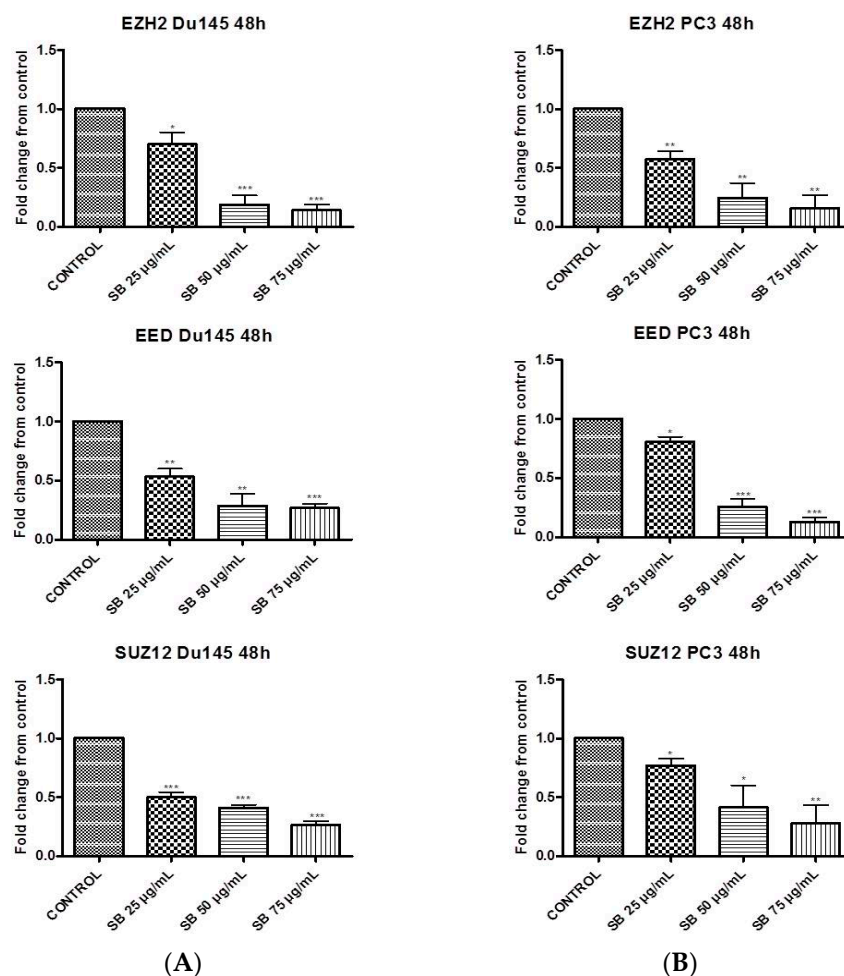 EZH2 Du145 48h
Fold change from control
1.5
1.0
0.5
0.0
*
***
***
CONTROL
SB 25 µg/mL
SB 50 µg/mL
SB 75 µg/mL
EED Du145 48h
Fold change from control
1.5
1.0
0.5
0.0
**
**
***
CONTROL
SB 25 µg/mL
SB 50 µg/mL
SB 75 µg/mL
SUZ12 Du145 48h
Fold change from control
1.5
1.0
0.5
0.0
***
***
***
CONTROL
SB 25 µg/mL
SB 50 µg/mL
SB 75 µg/mL
(A)
EZH2 PC3 48h
Fold change from control
1.5
1.0
0.5
0.0
**
**
**
CONTROL
SB 25 µg/mL
SB 50 µg/mL
SB 75 µg/mL
EED PC3 48h
Fold change from control
1.5
1.0
0.5
0.0
*
***
***
CONTROL
SB 25 µg/mL
SB 50 µg/mL
SB 75 µg/mL
SUZ12 PC3 48h
Fold change from control
1.5
1.0
0.5
0.0
*
*
**
CONTROL
SB 25 µg/mL
SB 50 µg/mL
SB 75 µg/mL
(B)